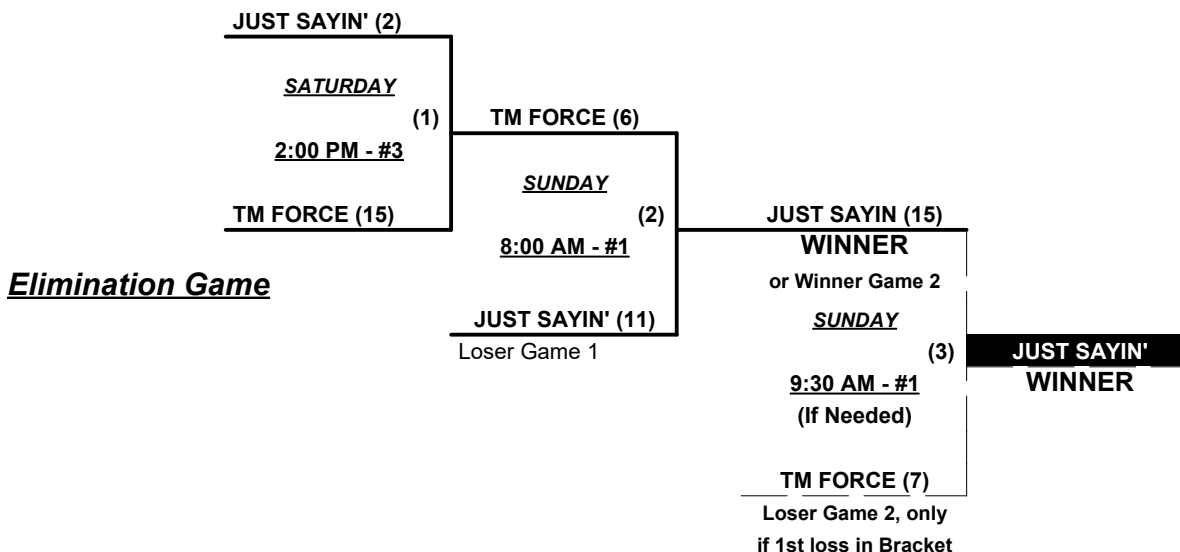 JUST SAYIN' (2)
SATURDAY
(1)
TM FORCE (6)
2:00 PM - #3
SUNDAY
TM FORCE (15)
(2)
JUST SAYIN (15)
8:00 AM - #1
WINNER
Elimination Game
or Winner Game 2
JUST SAYIN' (11)
SUNDAY
Loser Game 1
(3)
JUST SAYIN'
9:30 AM - #1
WINNER
(If Needed)
TM FORCE (7)
Loser Game 2, only
if 1st loss in Bracket